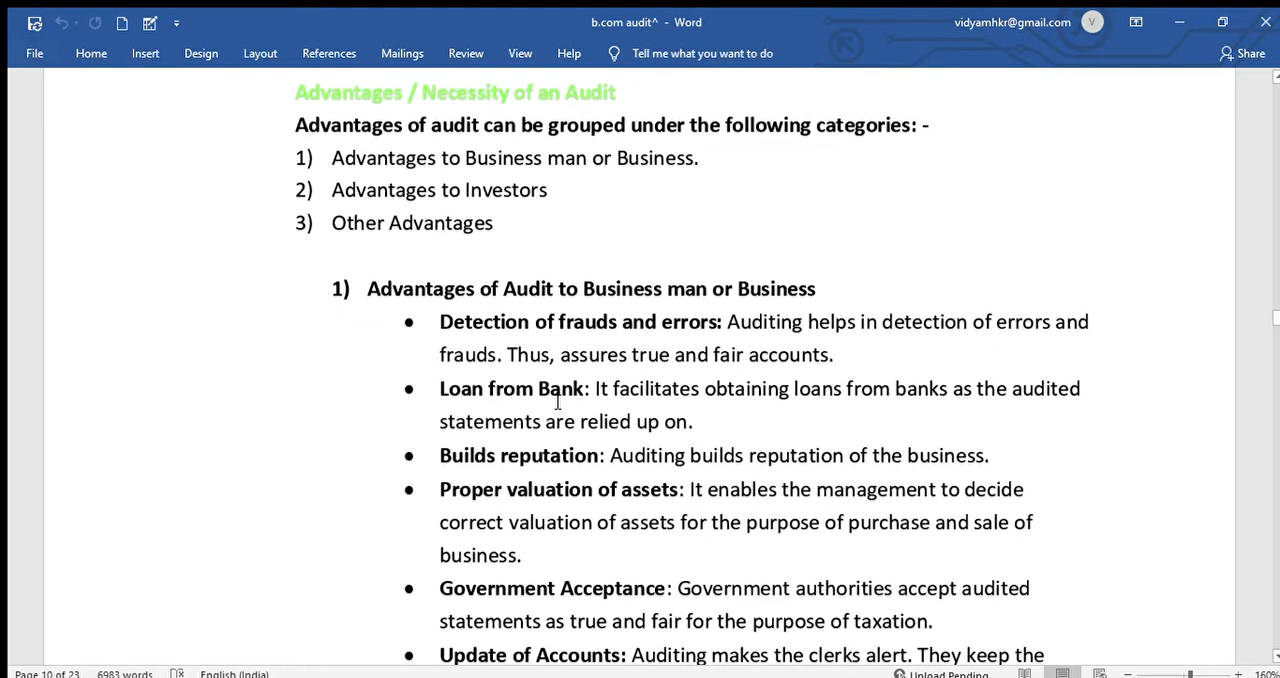 b.com audit^ - Word
vidyamhkr@gmail.com
V
File Home Insert Design Layout References Mailings Review View Help Tell me what you want to do Share
Advantages / Necessity of an Audit
Advantages of audit can be grouped under the following categories: -
1) Advantages to Business man or Business.
2) Advantages to Investors
3) Other Advantages
1) Advantages of Audit to Business man or Business
• Detection of frauds and errors: Auditing helps in detection of errors and
frauds. Thus, assures true and fair accounts.
• Loan from Bank: It facilitates obtaining loans from banks as the audited
statements are relied up on.
• Builds reputation: Auditing builds reputation of the business.
• Proper valuation of assets: It enables the management to decide
correct valuation of assets for the purpose of purchase and sale of
business.
• Government Acceptance: Government authorities accept audited
statements as true and fair for the purpose of taxation.
• Update of Accounts: Auditing makes the clerks alert. They keep the
Page 10 of 23 6983 words English (India) Upload Pending 160%